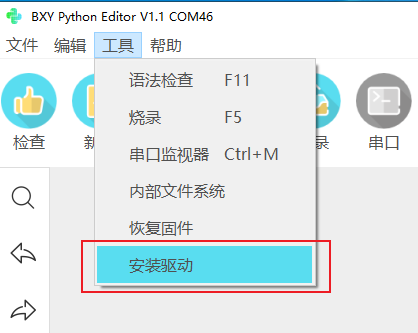 BXY Python Editor V1.1 COM46
文件 编辑 工具 帮助
语法检查 F11
烧录 F5
串口监视器 Ctrl+M
内部文件系统
恢复固件
安装驱动
检查 新 录 串口